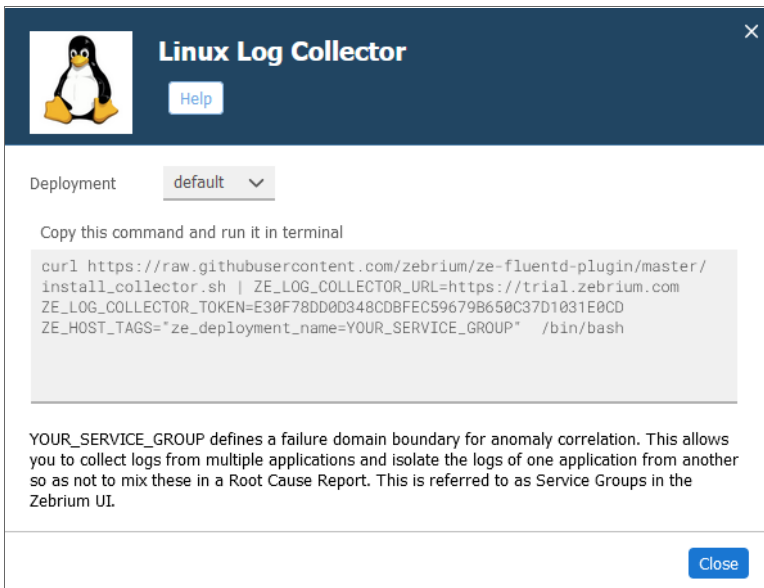 Linux Log Collector
Help
Deployment
default
Copy this command and run it in terminal
curl https://raw.githubusercontent.com/zebrium/ze-fluentd-plugin/master/
install_collector.sh | ZE_LOG_COLLECTOR_URL=https://trial.zebrium.com
ZE_LOG_COLLECTOR_TOKEN=E30F78DD0D348CDBFEC59679B650C37D1031E0CD
ZE_HOST_TAGS="ze_deployment_name=YOUR_SERVICE_GROUP"  /bin/bash
YOUR_SERVICE_GROUP defines a failure domain boundary for anomaly correlation. This allows
you to collect logs from multiple applications and isolate the logs of one application from another
so as not to mix these in a Root Cause Report. This is referred to as Service Groups in the
Zebrium UI.
Close